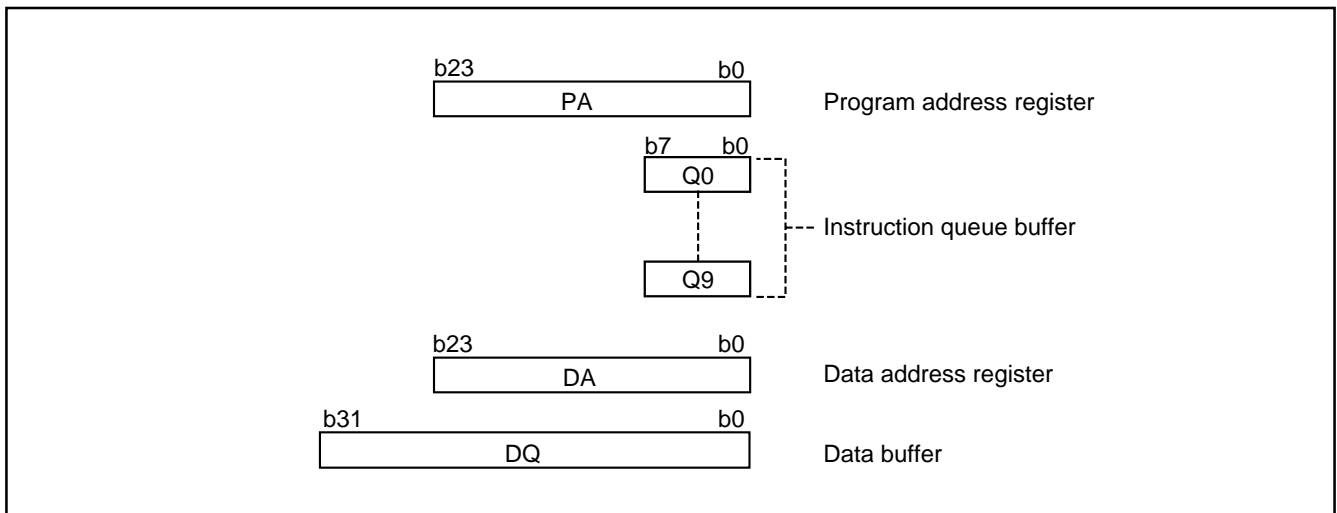 b23 b0
PA Program address register
b7 b0
Q0
Instruction queue buffer
Q9
b23 b0
DA Data address register
b31 b0
DQ Data buffer